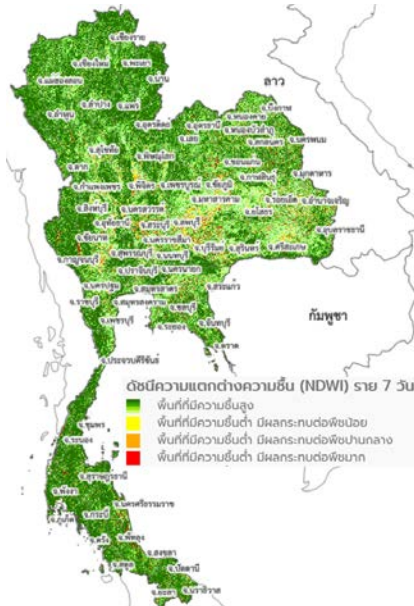 จ.เชียงราย
จ.เชียงใหม่
จ.พะเยา
จ.แม่ฮ่องสอน
จ.น่าน
ลาว
จ.ลำปาง
จ.แพร่
จ.ลำพูน
จ.บึงกาฬ
จ.อุตรดิตถ์
จ.อุดรธานี
จ.หนองคาย
จ.เลย
จ.หนองบัวลำภู
จ.นครพนม
จ.สกลนคร
จ.สุโขทัย
จ.ตาก
จ.พิษณุโลก
จ.ขอนแก่น
จ.กาฬสินธุ์
จ.มุกดาหาร
จ.กำแพงเพชร
จ.พิจิตร
จ.เพชรบูรณ์
จ.ชัยภูมิ
จ.มหาสารคาม
จ.ร้อยเอ็ด
จ.อำนาจเจริญ
จ.สิงห์บุรี
จ.นครสวรรค์
จ.ยโสธร
จ.อุทัยธานี
จ.สระบุรี
จ.ลพบุรี
จ.อุบลราชธานี
จ.ชัยนาท
จ.นครราชสีมา
จ.บุรีรัมย์
จ.สุรินทร์
จ.ศรีสะเกษ
จ.กาญจนบุรี
จ.สุพรรณบุรี
จ.นนทบุรี
จ.ปราจีนบุรี
จ.นครนายก
จ.นครปฐม
จ.สมุทรสาคร
จ.สระแก้ว
จ.ราชบุรี
จ.สมุทรสงคราม
จ.ชลบุรี
กัมพูชา
จ.เพชรบุรี
จ.ระยอง
จ.จันทบุรี
จ.ตราด
จ.ประจวบคีรีขันธ์
ดัชนีความแตกต่างความชื้น (NDWI) ราย 7 วัน
พื้นที่ที่มีความชื้นสูง
พื้นที่ที่มีความชื้นต่ำ มีผลกระทบต่อพืชน้อย
พื้นที่ที่มีความชื้นต่ำ มีผลกระทบต่อพืชปานกลาง
พื้นที่ที่มีความชื้นต่ำ มีผลกระทบต่อพืชมาก
จ.ชุมพร
จ.ระนอง
จ.สุราษฎร์ธานี
จ.พังงา
จ.นครศรีธรรมราช
จ.กระบี่
จ.ภูเก็ต
จ.ตรัง
จ.พัทลุง
จ.สงขลา
จ.สตูล
จ.ปัตตานี
จ.ยะลา
จ.นราธิวาส